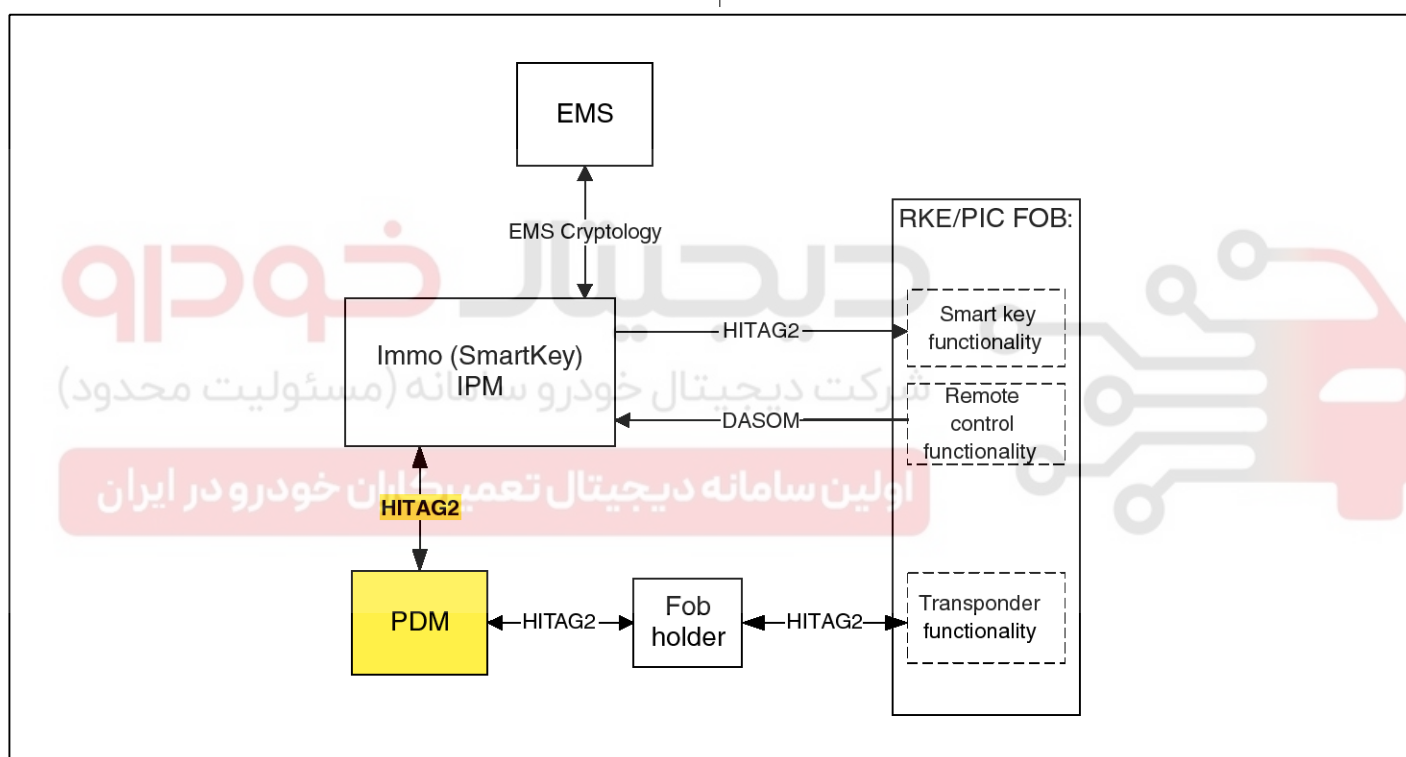 EMS
EMS Cryptology
RKE/PIC FOB:
دیجیتال خودرو
شرکت دیجیتال خودرو سامانه (مسئولیت محدود)
اولین سامانه دیجیتال تعمیرکاران خودرو در ایران
Immo (SmartKey)
IPM
HITAG2
Smart key
functionality
DASOM
Remote
control
functionality
HITAG2
PDM
HITAG2
Fob
holder
HITAG2
Transponder
functionality